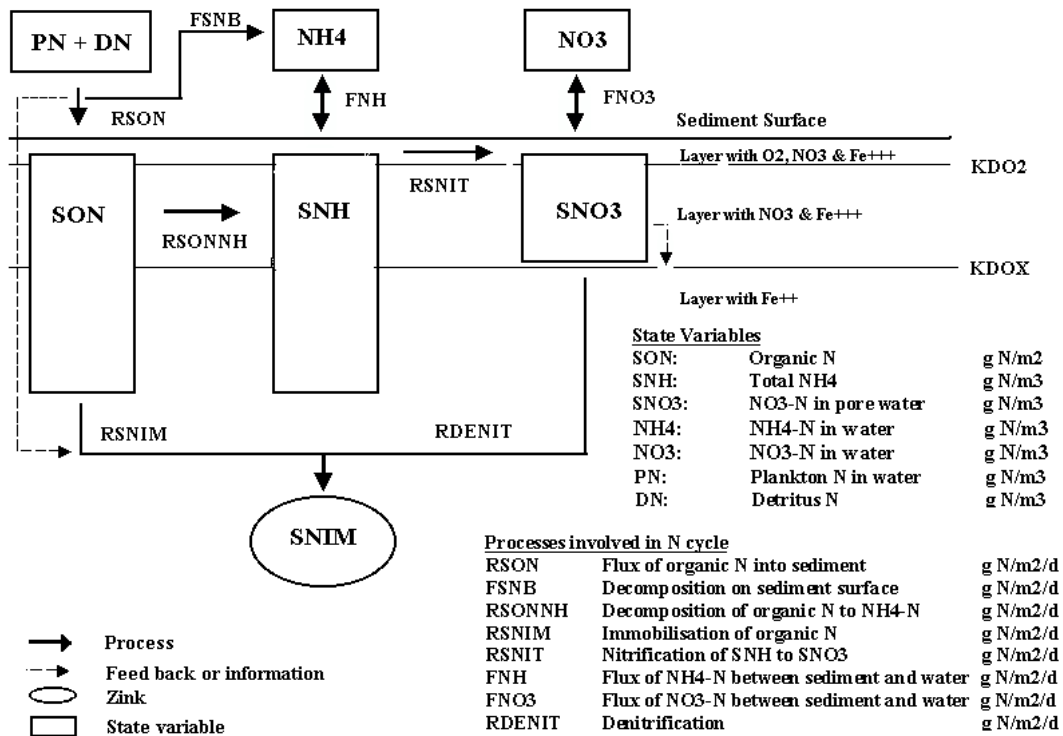 FSNB
PN + DN
NH4
NO3
FNH
FNO3
RSON
Sediment Surface
Layer with O2, NO3 & Fe+++
KDO2
RSNIT
SON
SNH
SNO3
Layer with NO3 & Fe+++
RSONNH
KDOX
Layer with Fe++
State Variables
SON: Organic N g N/m2
SNH: Total NH4 g N/m3
SNO3: NO3-N in pore water g N/m3
NH4: NH4-N in water g N/m3
NO3: NO3-N in water g N/m3
PN: Plankton N in water g N/m3
DN: Detritus N g N/m3
RSNIM
RDENIT
SNIM
Processes involved in N cycle
RSON Flux of organic N into sediment g N/m2/d
FSNB Decomposition on sediment surface g N/m2/d
RSONNH Decomposition of organic N to NH4-N g N/m2/d
RSNIM Immobilisation of organic N g N/m2/d
RSNIT Nitrification of SNH to SNO3 g N/m2/d
FNH Flux of NH4-N between sediment and water g N/m2/d
FNO3 Flux of NO3-N between sediment and water g N/m2/d
RDENIT Denitrification g N/m2/d
Process
Feed back or information
Zink
State variable